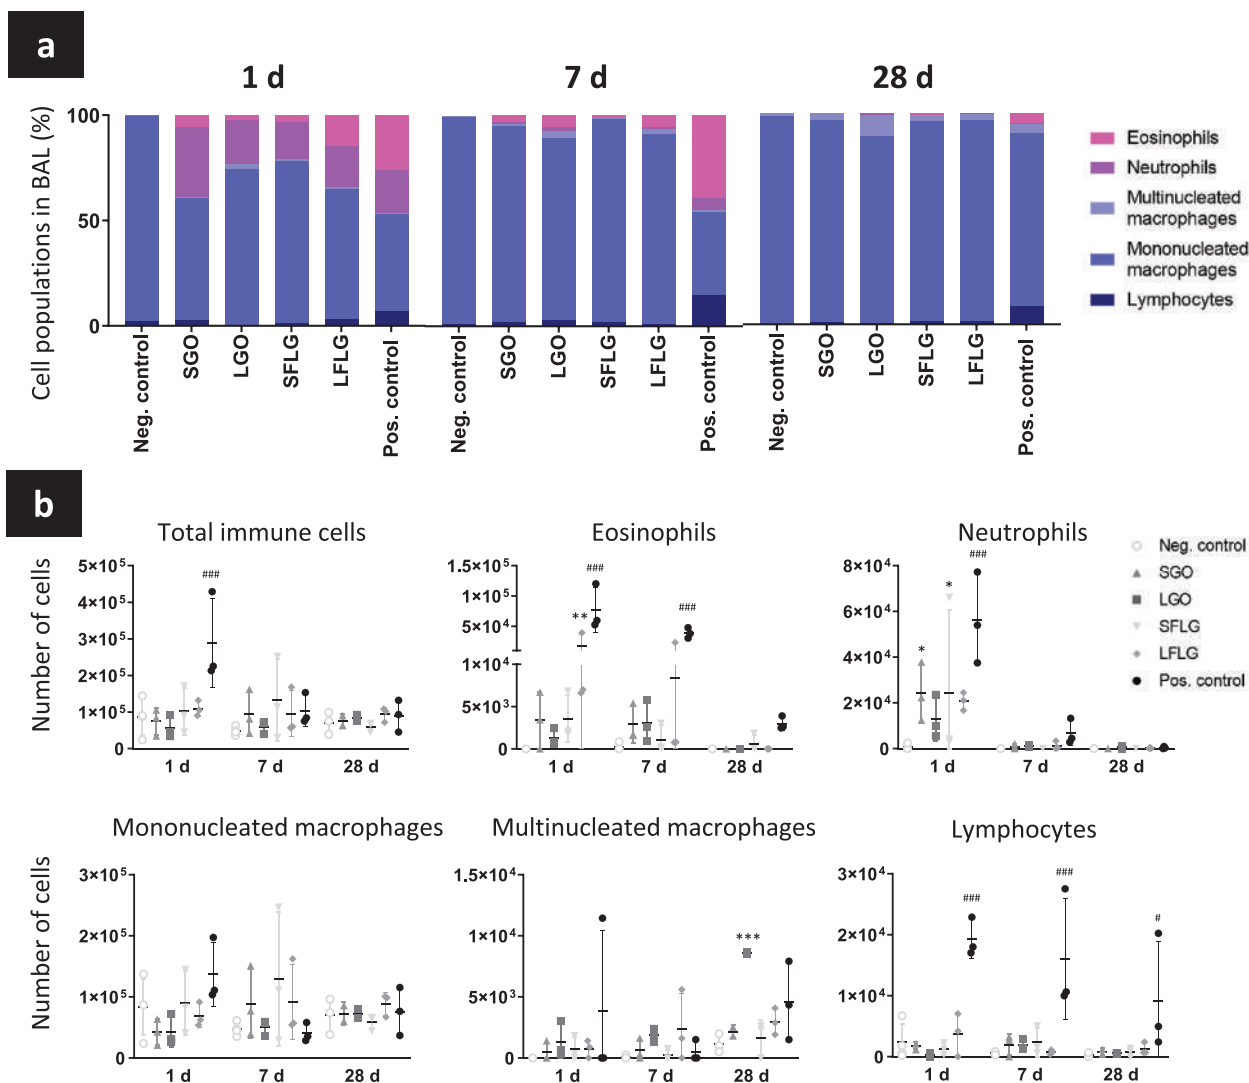 a
1 d
7 d
28 d
Cell populations in BAL (%)
100
50
0
Neg. control
SGO
LGO
SFLG
LFLG
Pos. control
Neg. control
SGO
LGO
SFLG
LFLG
Pos. control
Neg. control
SGO
LGO
SFLG
LFLG
Pos. control
Eosinophils
Neutrophils
Multinucleated
macrophages
Mononucleated
macrophages
Lymphocytes
b
Total immune cells
Number of cells
5×10⁵
4×10⁵
3×10⁵
2×10⁵
1×10⁵
0
###
1 d
7 d
28 d
Eosinophils
1.5×10⁵
1×10⁵
5×10⁴
1×10⁴
5×10³
0
**
###
###
1 d
7 d
28 d
Neutrophils
8×10⁴
6×10⁴
4×10⁴
2×10⁴
0
*
*
###
1 d
7 d
28 d
Neg. control
SGO
LGO
SFLG
LFLG
Pos. control
Mononucleated macrophages
Number of cells
3×10⁵
2×10⁵
1×10⁵
0
1 d
7 d
28 d
Multinucleated macrophages
1.5×10⁴
1×10⁴
5×10³
0
***
1 d
7 d
28 d
Lymphocytes
3×10⁴
2×10⁴
1×10⁴
0
###
###
#
1 d
7 d
28 d